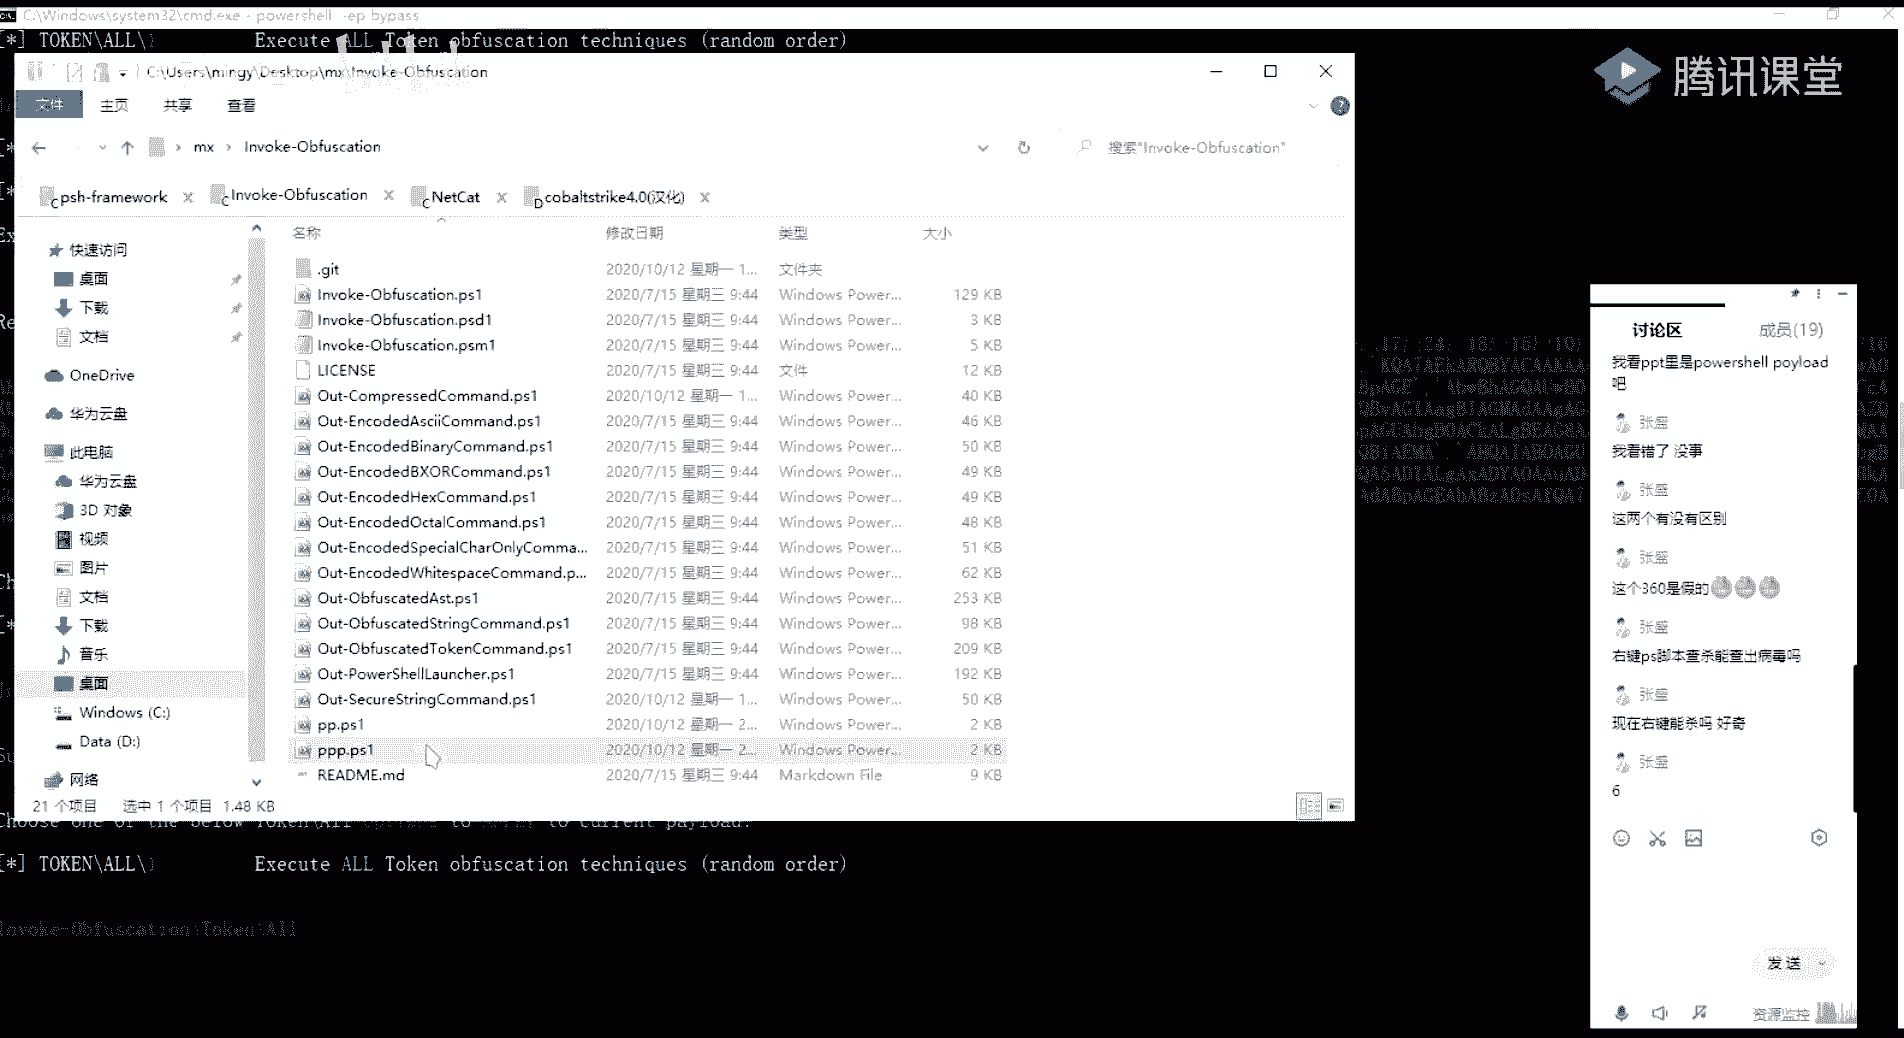 C:\Windows\system32\cmd.exe - powershell -ep bypass
[*] TOKEN\ALL\1 Execute ALL Token obfuscation techniques (random order)
腾讯课堂
C:\Users\mingy\Desktop\mx\Invoke-Obfuscation
文件 主页 共享 查看
mx › Invoke-Obfuscation
搜索"Invoke-Obfuscation"
psh-framework Invoke-Obfuscation NetCat cobaltstrike4.0(汉化)
名称 修改日期 类型 大小
.git 2020/10/12 星期一 1... 文件夹
Invoke-Obfuscation.ps1 2020/7/15 星期三 9:44 Windows Power... 129 KB
Invoke-Obfuscation.psd1 2020/7/15 星期三 9:44 Windows Power... 3 KB
Invoke-Obfuscation.psm1 2020/7/15 星期三 9:44 Windows Power... 5 KB
LICENSE 2020/7/15 星期三 9:44 文件 12 KB
Out-CompressedCommand.ps1 2020/10/12 星期一 1... Windows Power... 40 KB
Out-EncodedAsciiCommand.ps1 2020/7/15 星期三 9:44 Windows Power... 46 KB
Out-EncodedBinaryCommand.ps1 2020/7/15 星期三 9:44 Windows Power... 50 KB
Out-EncodedBXORCommand.ps1 2020/7/15 星期三 9:44 Windows Power... 49 KB
Out-EncodedHexCommand.ps1 2020/7/15 星期三 9:44 Windows Power... 49 KB
Out-EncodedOctalCommand.ps1 2020/7/15 星期三 9:44 Windows Power... 48 KB
Out-EncodedSpecialCharOnlyComma... 2020/7/15 星期三 9:44 Windows Power... 51 KB
Out-EncodedWhitespaceCommand.p... 2020/7/15 星期三 9:44 Windows Power... 62 KB
Out-ObfuscatedAst.ps1 2020/7/15 星期三 9:44 Windows Power... 253 KB
Out-ObfuscatedStringCommand.ps1 2020/7/15 星期三 9:44 Windows Power... 98 KB
Out-ObfuscatedTokenCommand.ps1 2020/7/15 星期三 9:44 Windows Power... 209 KB
Out-PowerShellLauncher.ps1 2020/7/15 星期三 9:44 Windows Power... 192 KB
Out-SecureStringCommand.ps1 2020/10/12 星期一 1... Windows Power... 50 KB
pp.ps1 2020/10/12 星期一 2... Windows Power... 2 KB
ppp.ps1 2020/10/12 星期一 2... Windows Power... 2 KB
README.md 2020/7/15 星期三 9:44 Markdown File 9 KB
快速访问
桌面
下载
文档
OneDrive
华为云盘
此电脑
华为云盘
3D 对象
视频
图片
文档
下载
音乐
桌面
Windows (C:)
Data (D:)
网络
21 个项目 选中 1 个项目 1.48 KB
[*] TOKEN\ALL\1 Execute ALL Token obfuscation techniques (random order)
Invoke-Obfuscation\Token\All
讨论区 成员(19)
我看ppt里是powershell poyload
吧
张盛
我看错了 没事
张盛
这两个有没有区别
张盛
这个360是假的
张盛
右键ps脚本查杀能查出病毒吗
张盛
现在右键能杀吗 好奇
张盛
6
发送
资源监控